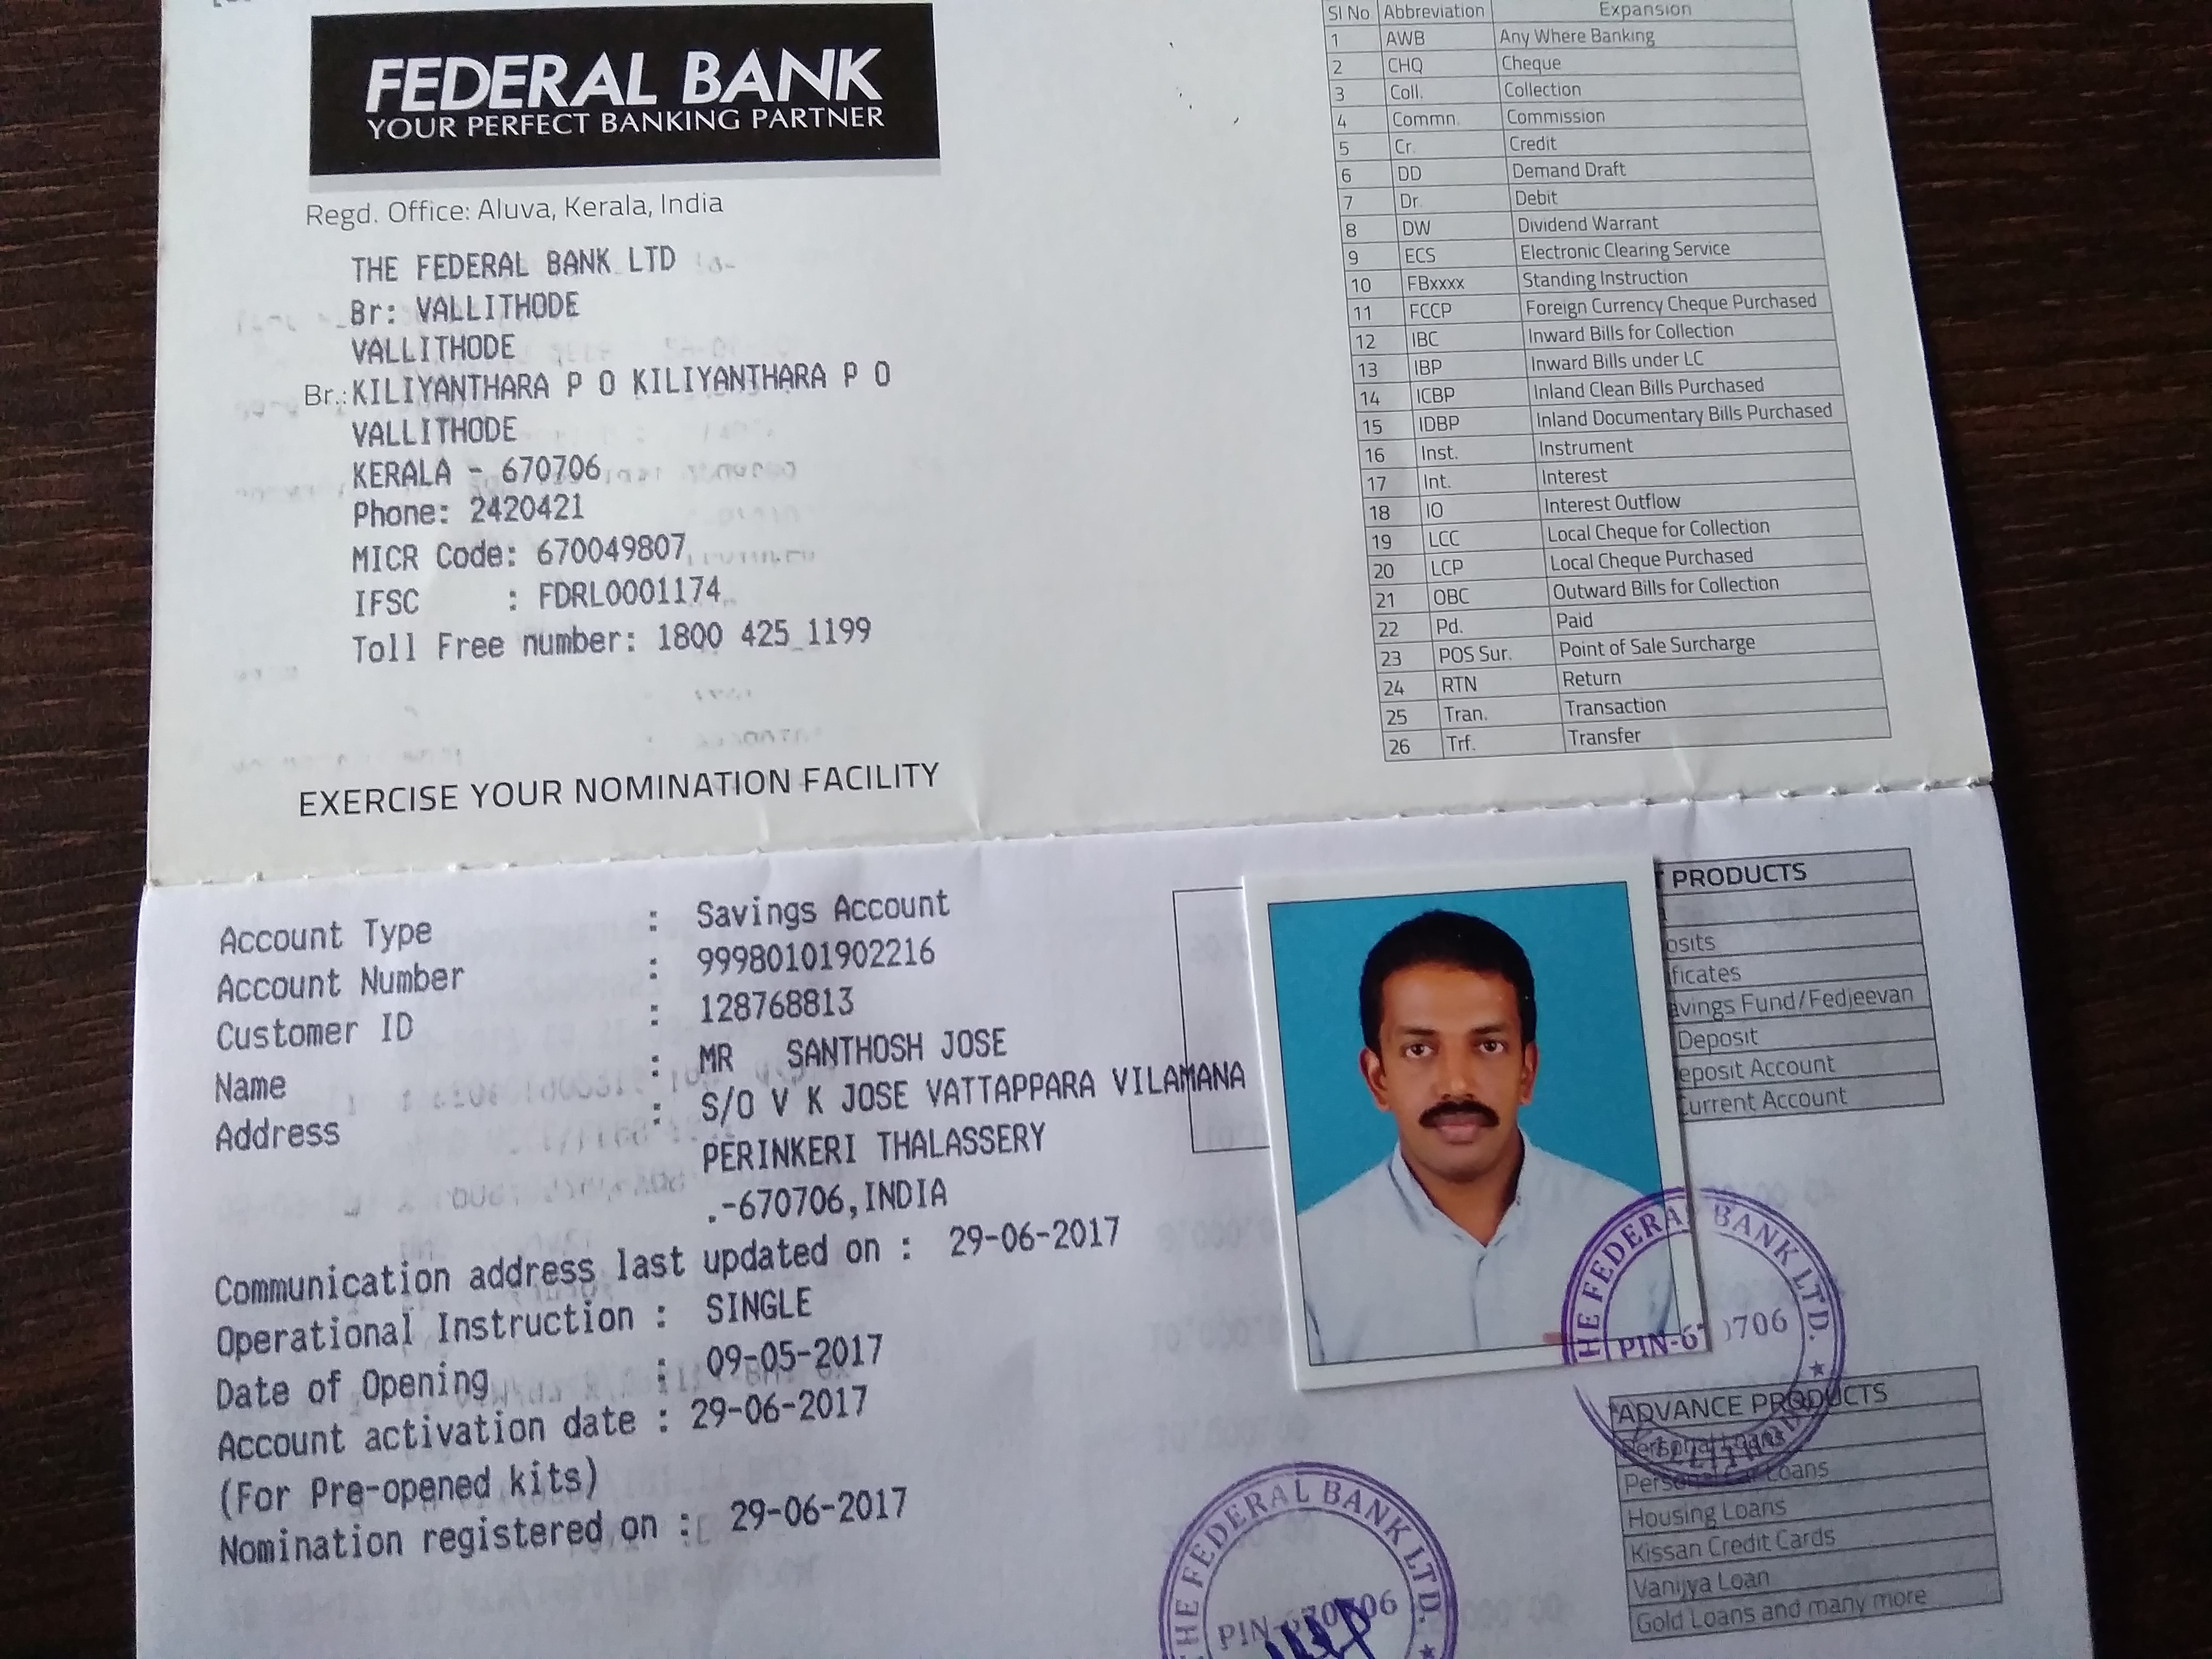 FEDERAL BANK
YOUR PERFECT BANKING PARTNER
Regd. Office: Aluva, Kerala, India
THE FEDERAL BANK LTD
Br: VALLITHODE
VALLITHODE
Br.: KILIYANTHARA P O KILIYANTHARA P O
VALLITHODE
KERALA - 670706
Phone: 2420421
MICR Code: 670049807
IFSC : FDRL0001174
Toll Free number: 1800 425 1199
EXERCISE YOUR NOMINATION FACILITY
Sl No Abbreviation Expansion
1 AWB Any Where Banking
2 CHQ Cheque
3 Coll. Collection
4 Commn. Commission
5 Cr. Credit
6 DD Demand Draft
7 Dr. Debit
8 DW Dividend Warrant
9 ECS Electronic Clearing Service
10 FBxxxx Standing Instruction
11 FCCP Foreign Currency Cheque Purchased
12 IBC Inward Bills for Collection
13 IBP Inward Bills under LC
14 ICBP Inland Clean Bills Purchased
15 IDBP Inland Documentary Bills Purchased
16 Inst. Instrument
17 Int. Interest
18 IO Interest Outflow
19 LCC Local Cheque for Collection
20 LCP Local Cheque Purchased
21 OBC Outward Bills for Collection
22 Pd. Paid
23 POS Sur. Point of Sale Surcharge
24 RTN Return
25 Tran. Transaction
26 Trf. Transfer
Account Type : Savings Account
Account Number : 99980101902216
Customer ID : 128768813
Name : MR SANTHOSH JOSE
Address : S/O V K JOSE VATTAPPARA VILAMANA
PERINKERI THALASSERY
.-670706,INDIA
Communication address last updated on : 29-06-2017
Operational Instruction : SINGLE
Date of Opening : 09-05-2017
Account activation date : 29-06-2017
(For Pre-opened kits)
Nomination registered on : 29-06-2017
PRODUCTS
osits
ificates
avings Fund/Fedjeevan
Deposit
eposit Account
Current Account
THE FEDERAL BANK LTD.
PIN-67 0706
ADVANCE PRODUCTS
Personal Loans
Personal Car Loans
Housing Loans
Kissan Credit Cards
Vanijya Loan
Gold Loans and many more
THE FEDERAL BANK LTD.
PIN-670706